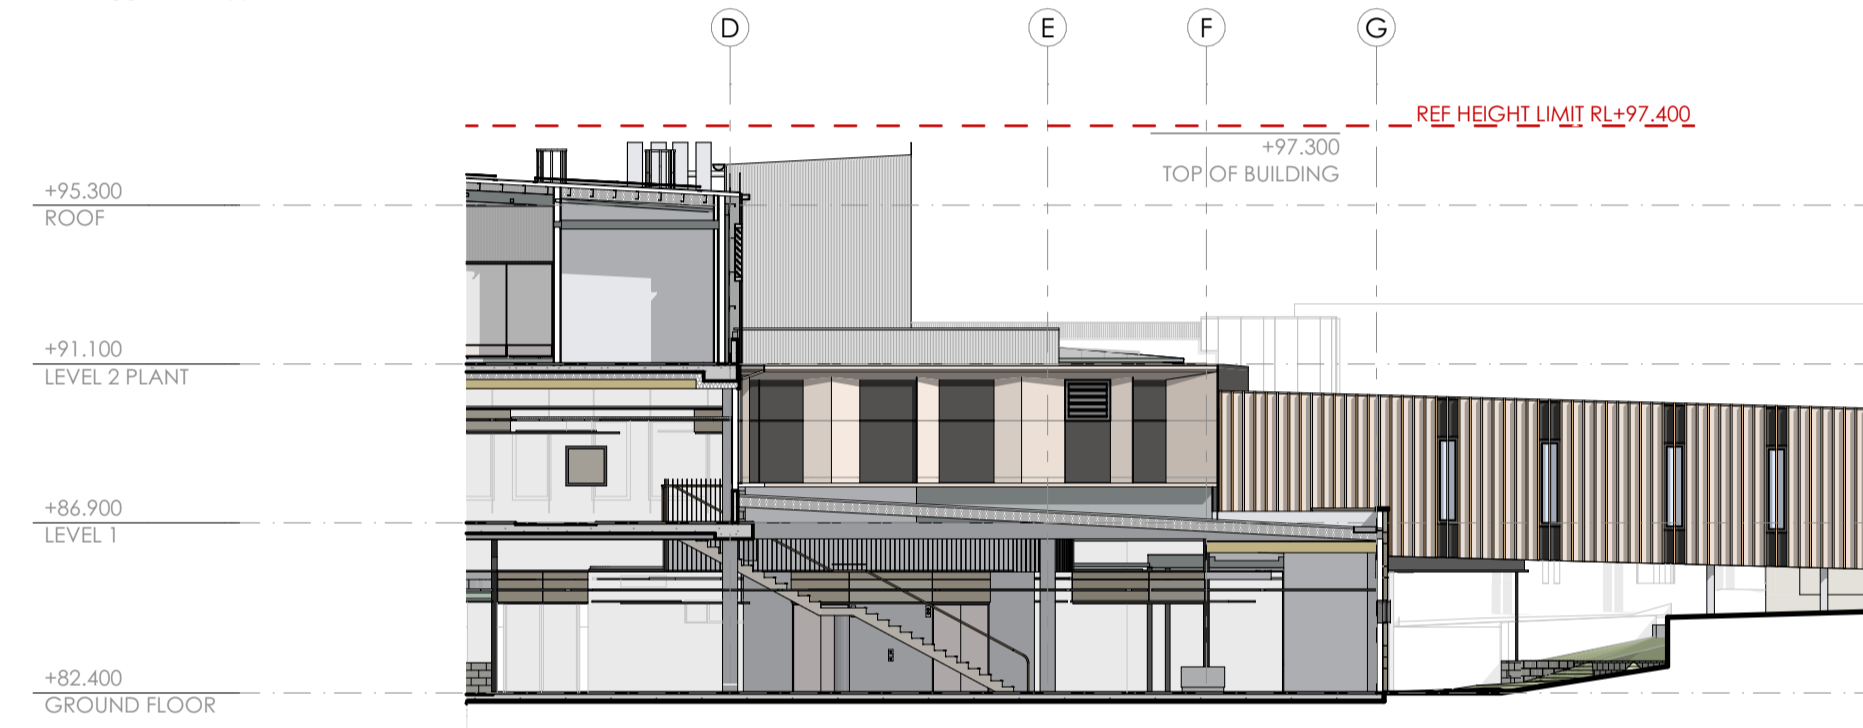 D E F G
REF HEIGHT LIMIT RL+97.400
+97.300
TOP OF BUILDING
+95.300
ROOF
+91.100
LEVEL 2 PLANT
+86.900
LEVEL 1
+82.400
GROUND FLOOR